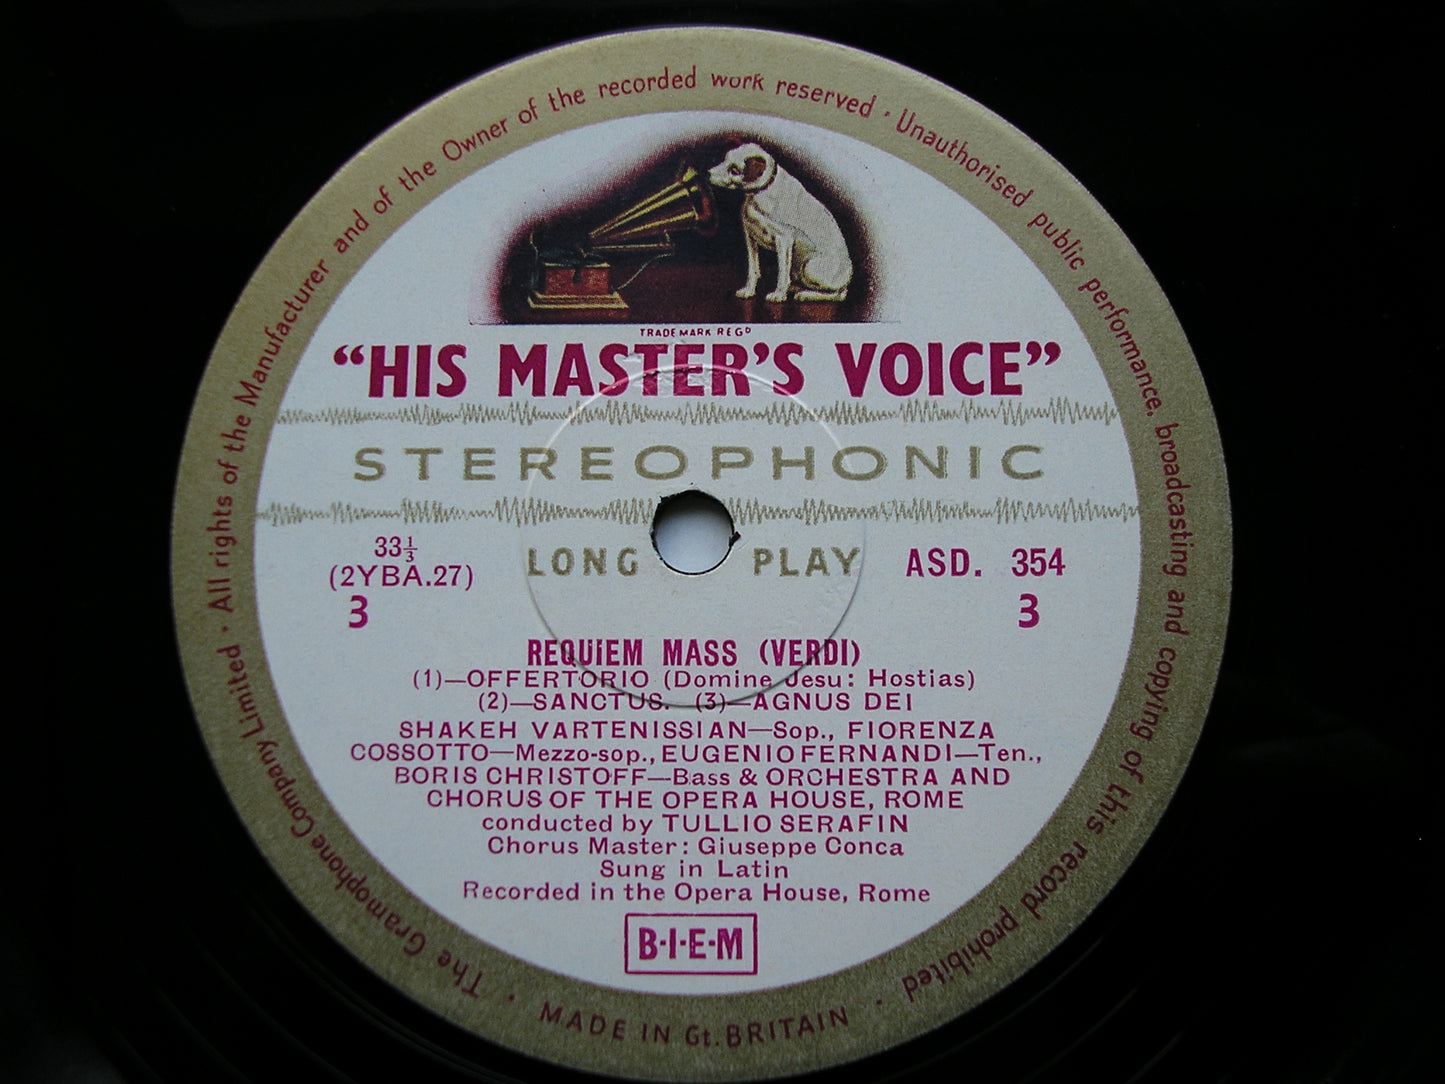 The Gramophone Company Limited · All rights of the Manufacturer and of the Owner of the recorded work reserved · Unauthorised public performance, broadcasting and copying of this record prohibited ·
TRADE MARK REGD
“HIS MASTER'S VOICE”
STEREOPHONIC
33⅓ LONG PLAY ASD. 354
(2YBA.27)
3 3
REQUIEM MASS (VERDI)
(1)—OFFERTORIO (Domine Jesu: Hostias)
(2)—SANCTUS. (3)—AGNUS DEI
SHAKEH VARTENISSIAN—Sop., FIORENZA
COSSOTTO—Mezzo-sop., EUGENIO FERNANDI—Ten.,
BORIS CHRISTOFF—Bass & ORCHESTRA AND
CHORUS OF THE OPERA HOUSE, ROME
conducted by TULLIO SERAFIN
Chorus Master: Giuseppe Conca
Sung in Latin
Recorded in the Opera House, Rome
B·I·E·M
MADE IN Gt. BRITAIN